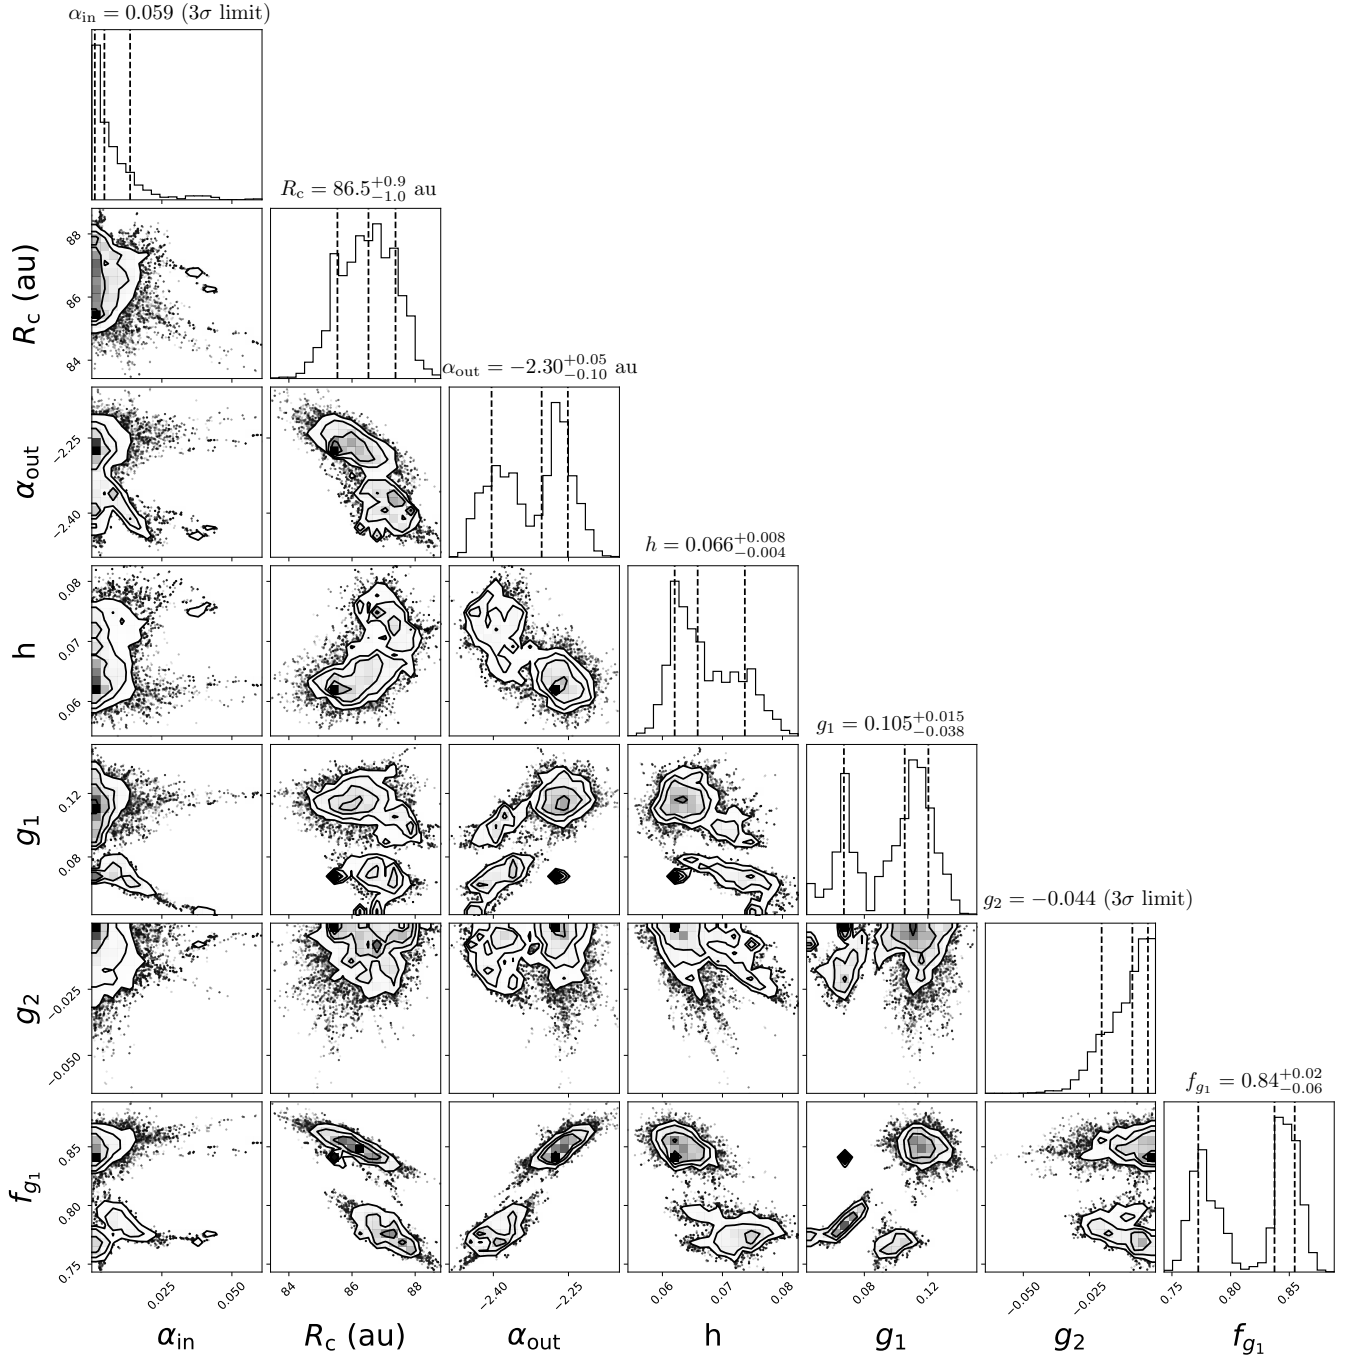 α_in = 0.059 (3σ limit)
R_c = 86.5^{+0.9}_{−1.0} au
R_c (au)
88
86
84
α_out = −2.30^{+0.05}_{−0.10} au
α_out
−2.25
−2.40
h = 0.066^{+0.008}_{−0.004}
h
0.08
0.07
0.06
g_1 = 0.105^{+0.015}_{−0.038}
g_1
0.12
0.08
g_2 = −0.044 (3σ limit)
g_2
−0.025
−0.050
f_{g_1} = 0.84^{+0.02}_{−0.06}
f_{g_1}
0.85
0.80
0.75
0.025 0.050 84 86 88 −2.40 −2.25 0.06 0.07 0.08 0.08 0.12 −0.050 −0.025 0.75 0.80 0.85
α_in R_c (au) α_out h g_1 g_2 f_{g_1}